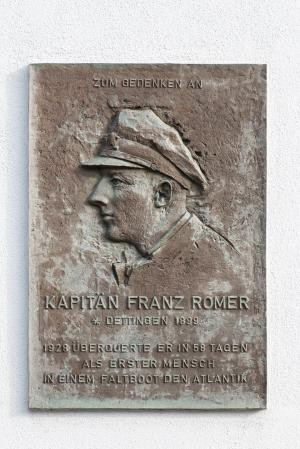 ZUM GEDENKEN AN
KAPITÄN FRANZ ROMER
* DETTINGEN 1899
1928 ÜBERQUERTE ER IN 58 TAGEN
ALS ERSTER MENSCH
IN EINEM FALTBOOT DEN ATLANTIK